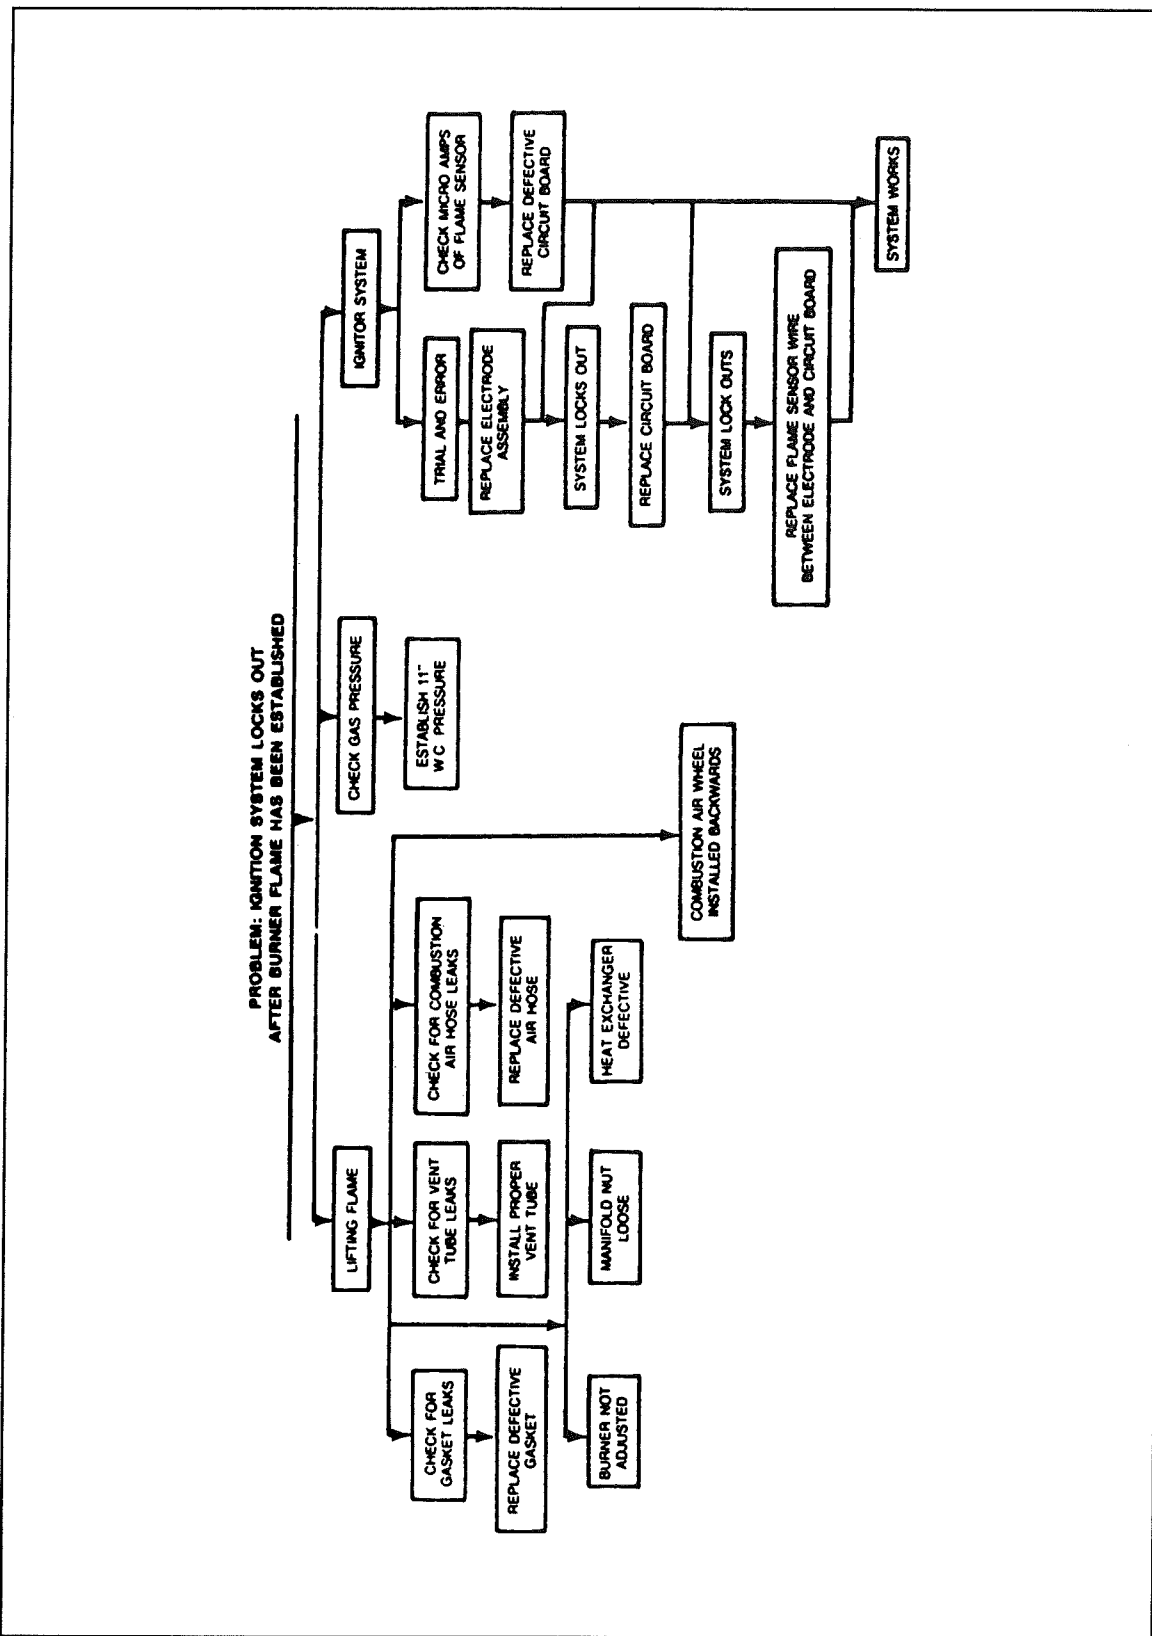 PROBLEM: IGNITION SYSTEM LOCKS OUT
AFTER BURNER FLAME HAS BEEN ESTABLISHED
LIFTING FLAME
CHECK GAS PRESSURE
IGNITOR SYSTEM
CHECK FOR
GASKET LEAKS
CHECK FOR VENT
TUBE LEAKS
CHECK FOR COMBUSTION
AIR HOSE LEAKS
ESTABLISH 11"
W C PRESSURE
TRIAL AND ERROR
CHECK MICRO AMPS
OF FLAME SENSOR
REPLACE DEFECTIVE
GASKET
INSTALL PROPER
VENT TUBE
REPLACE DEFECTIVE
AIR HOSE
REPLACE ELECTRODE
ASSEMBLY
REPLACE DEFECTIVE
CIRCUIT BOARD
BURNER NOT
ADJUSTED
MANIFOLD NUT
LOOSE
HEAT EXCHANGER
DEFECTIVE
SYSTEM LOCKS OUT
REPLACE CIRCUIT BOARD
COMBUSTION AIR WHEEL
INSTALLED BACKWARDS
SYSTEM LOCK OUTS
REPLACE FLAME SENSOR WIRE
BETWEEN ELECTRODE AND CIRCUIT BOARD
SYSTEM WORKS